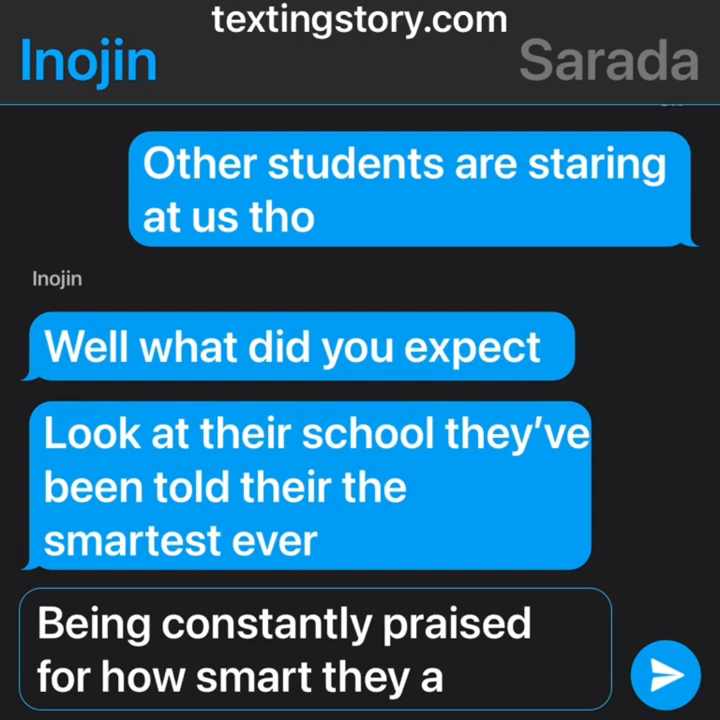 textingstory.com
Inojin
Sarada
Other students are staring
at us tho
Inojin
Well what did you expect
Look at their school they’ve
been told their the
smartest ever
Being constantly praised
for how smart they a